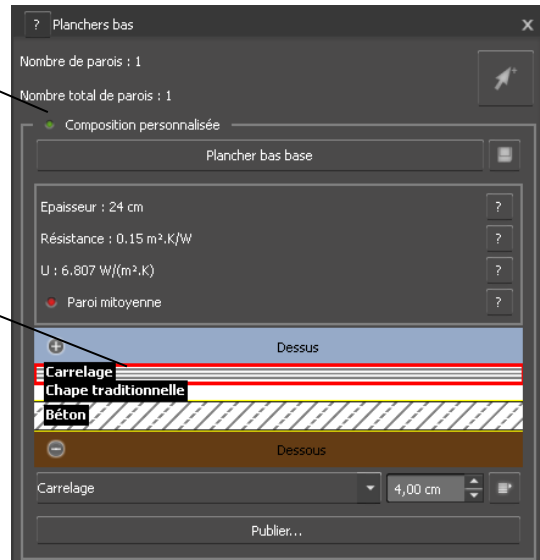 ? Planchers bas x
Nombre de parois : 1
Nombre total de parois : 1
Composition personnalisée
Plancher bas base
Epaisseur : 24 cm ?
Résistance : 0.15 m².K/W ?
U : 6.807 W/(m².K) ?
Paroi mitoyenne ?
Dessus
Carrelage
Chape traditionnelle
Béton
Dessous
Carrelage 4,00 cm
Publier...